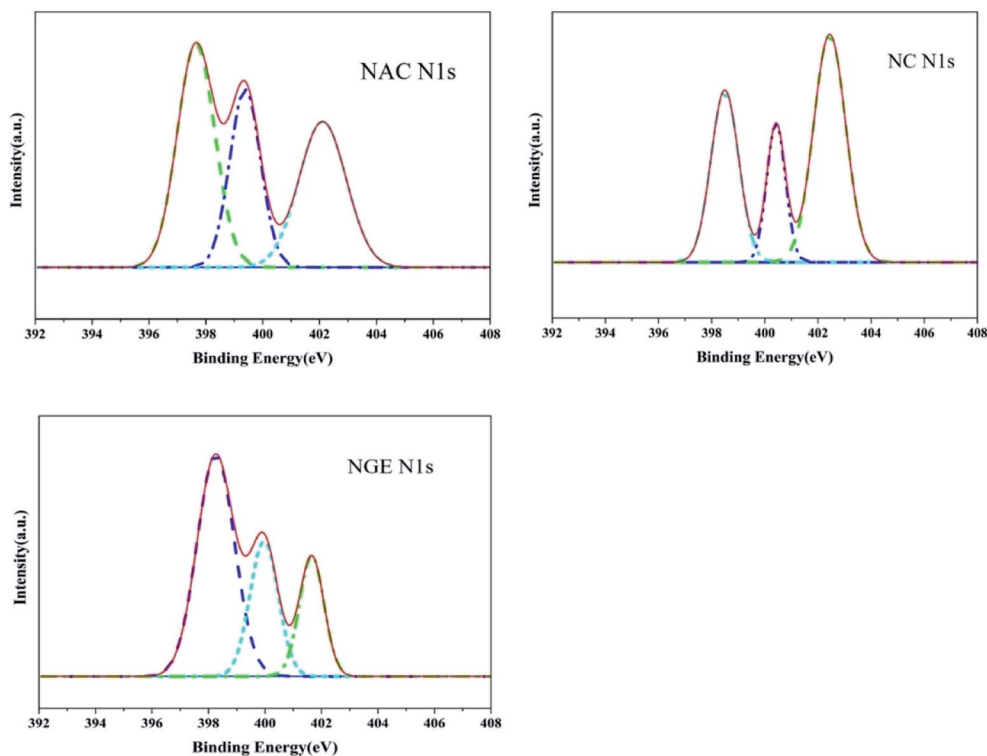 NAC N1s
Intensity(a.u.)
392 394 396 398 400 402 404 406 408
Binding Energy(eV)
NC N1s
Intensity(a.u.)
392 394 396 398 400 402 404 406 408
Binding Energy(eV)
NGE N1s
Intensity(a.u.)
392 394 396 398 400 402 404 406 408
Binding Energy(eV)